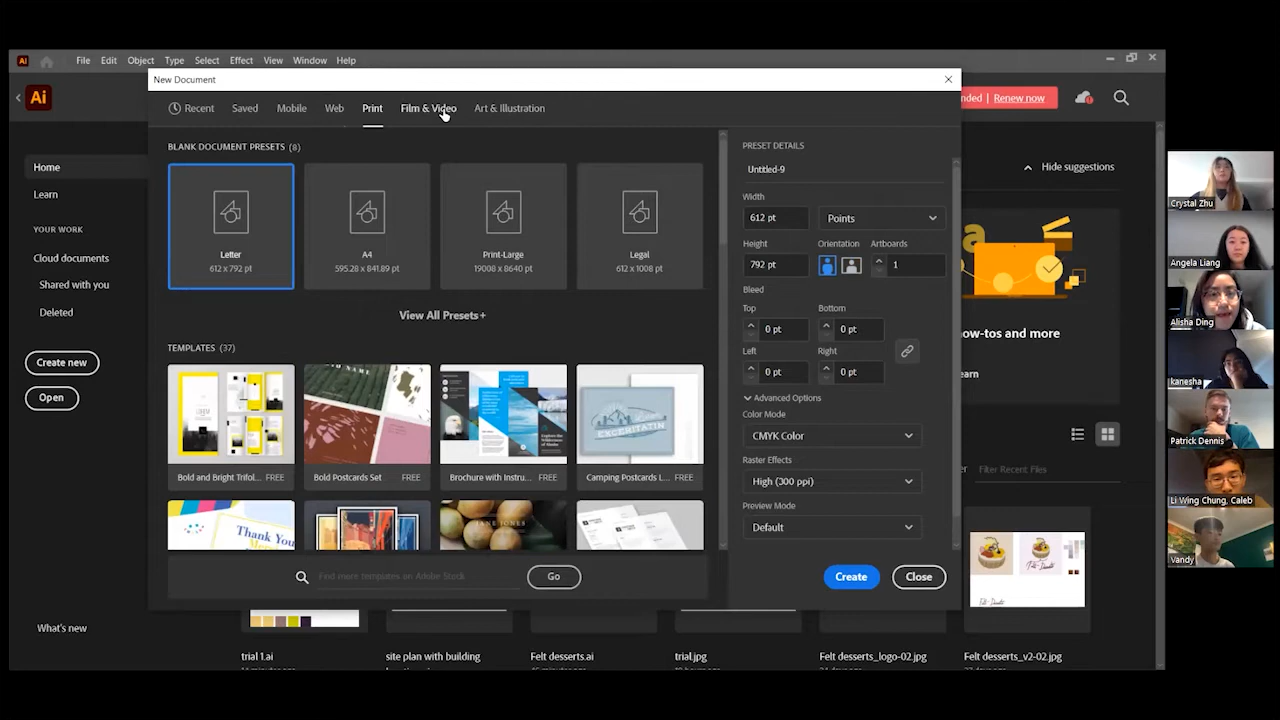 Ai File Edit Object Type Select Effect View Window Help
New Document
Ai
Recent Saved Mobile Web Print Film & Video Art & Illustration
nded | Renew now
BLANK DOCUMENT PRESETS (8)
Letter
612 x 792 pt
A4
595.28 x 841.89 pt
Print-Large
19008 x 8640 pt
Legal
612 x 1008 pt
View All Presets +
TEMPLATES (37)
Bold and Bright Trifol... FREE
Bold Postcards Set FREE
Brochure with Instru... FREE
Camping Postcards L... FREE
EXCERITATIN
Thank You
JANE JONES
Find more templates on Adobe Stock
Go
PRESET DETAILS
Untitled-9
Width
612 pt Points
Height Orientation Artboards
792 pt 1
Bleed
Top Bottom
0 pt 0 pt
Left Right
0 pt 0 pt
Advanced Options
Color Mode
CMYK Color
Raster Effects
High (300 ppi)
Preview Mode
Default
Create Close
Home
Learn
YOUR WORK
Cloud documents
Shared with you
Deleted
Create new
Open
What's new
Hide suggestions
ow-tos and more
earn
Filter Recent Files
trial 1.ai
site plan with building
Felt desserts.ai
trial.jpg
Felt desserts_logo-02.jpg
Felt desserts_v2-02.jpg
Crystal Zhu
Angela Liang
Alisha Ding
kanesha
Patrick Dennis
Li Wing Chung, Caleb
Vandy